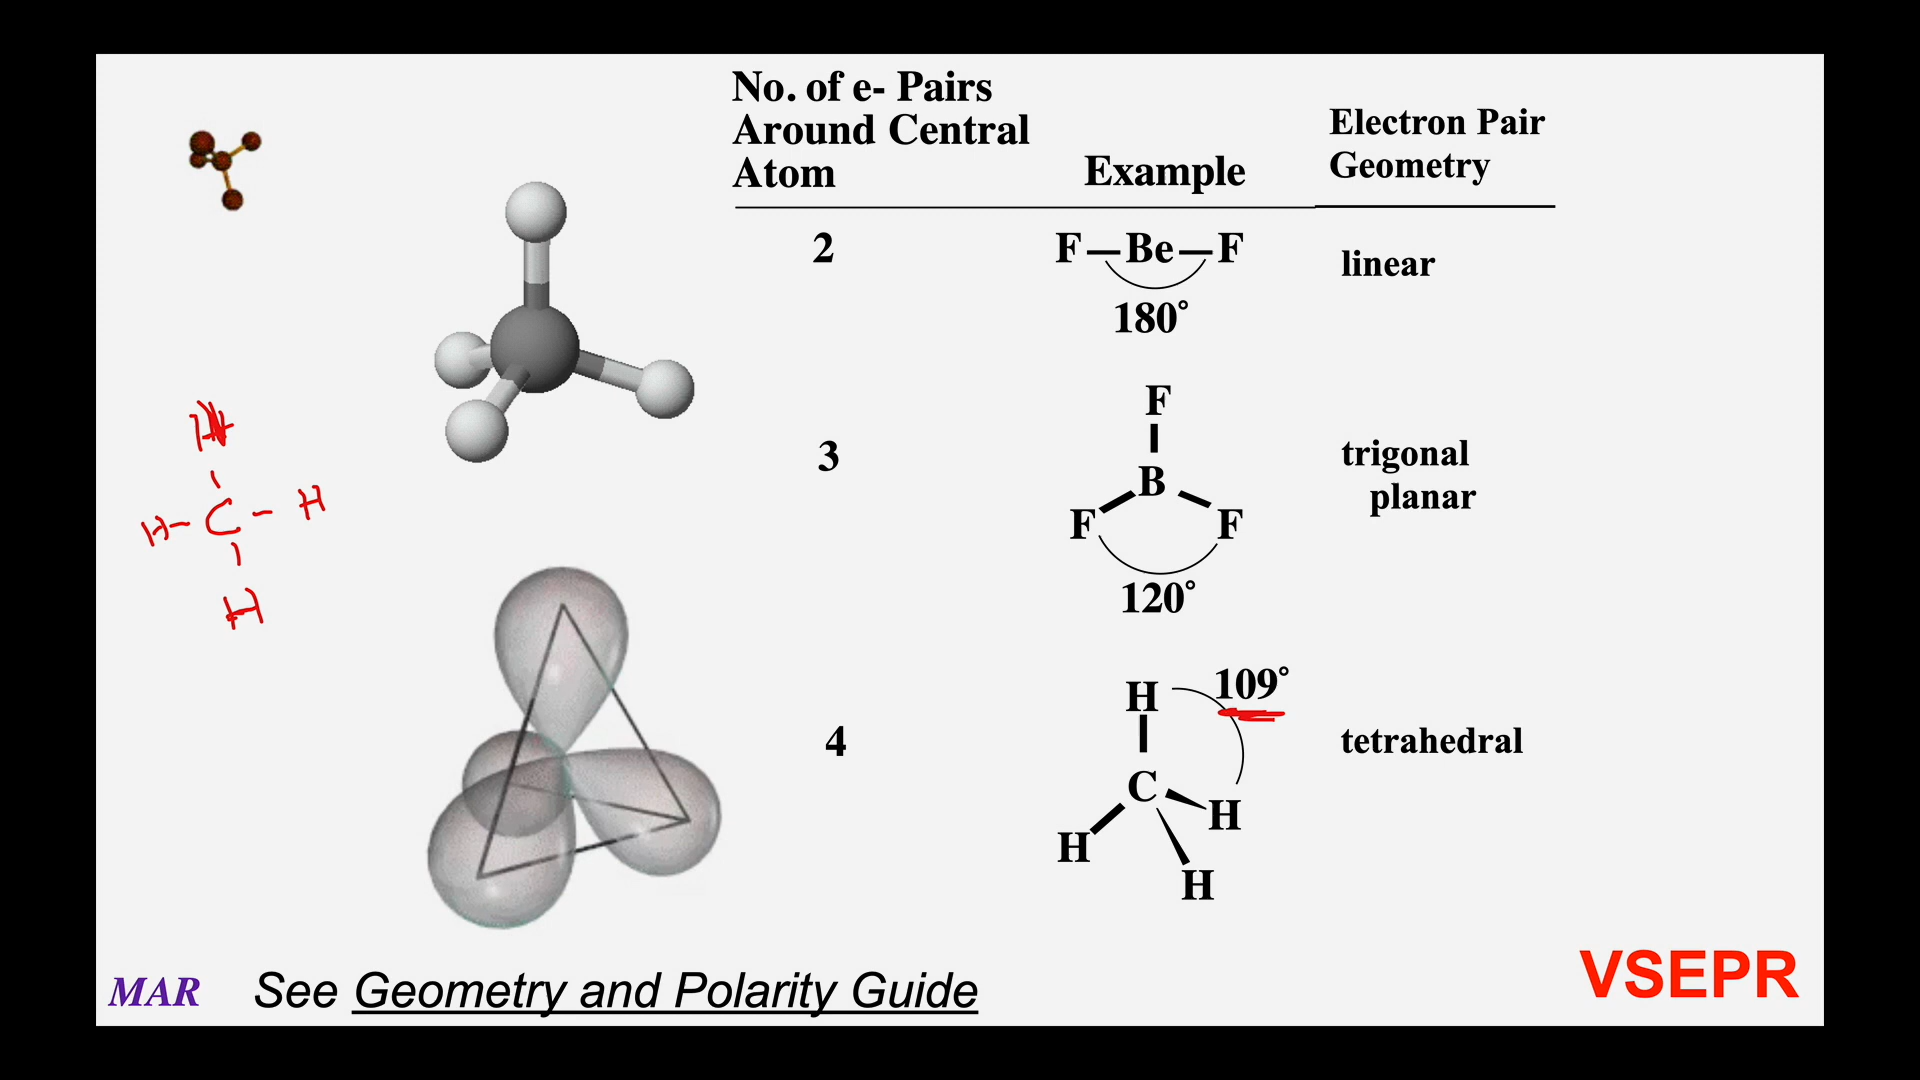 No. of e- Pairs
Around Central
Atom
Example
Electron Pair
Geometry
2
F—Be—F
180°
linear
3
F
B
F F
120°
trigonal
planar
4
H
109°
C
H
H
H
tetrahedral
H
H- C - H
H
MAR
See Geometry and Polarity Guide
VSEPR